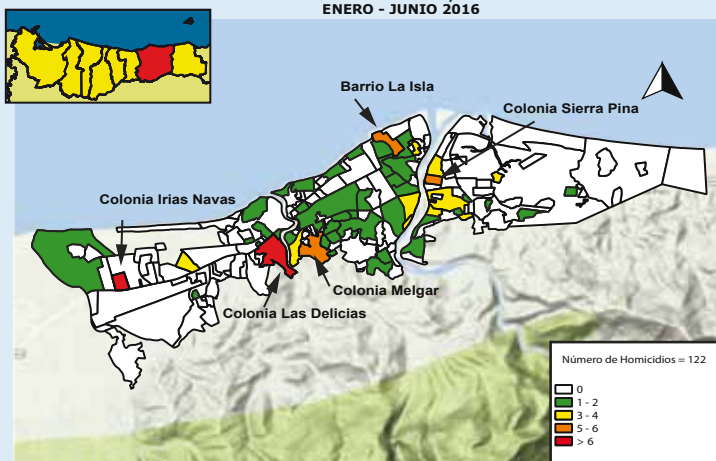 ENERO - JUNIO 2016
Barrio La Isla
Colonia Sierra Pina
Colonia Irias Navas
Colonia Melgar
Colonia Las Delicias
Número de Homicidios = 122
0
1 - 2
3 - 4
5 - 6
> 6